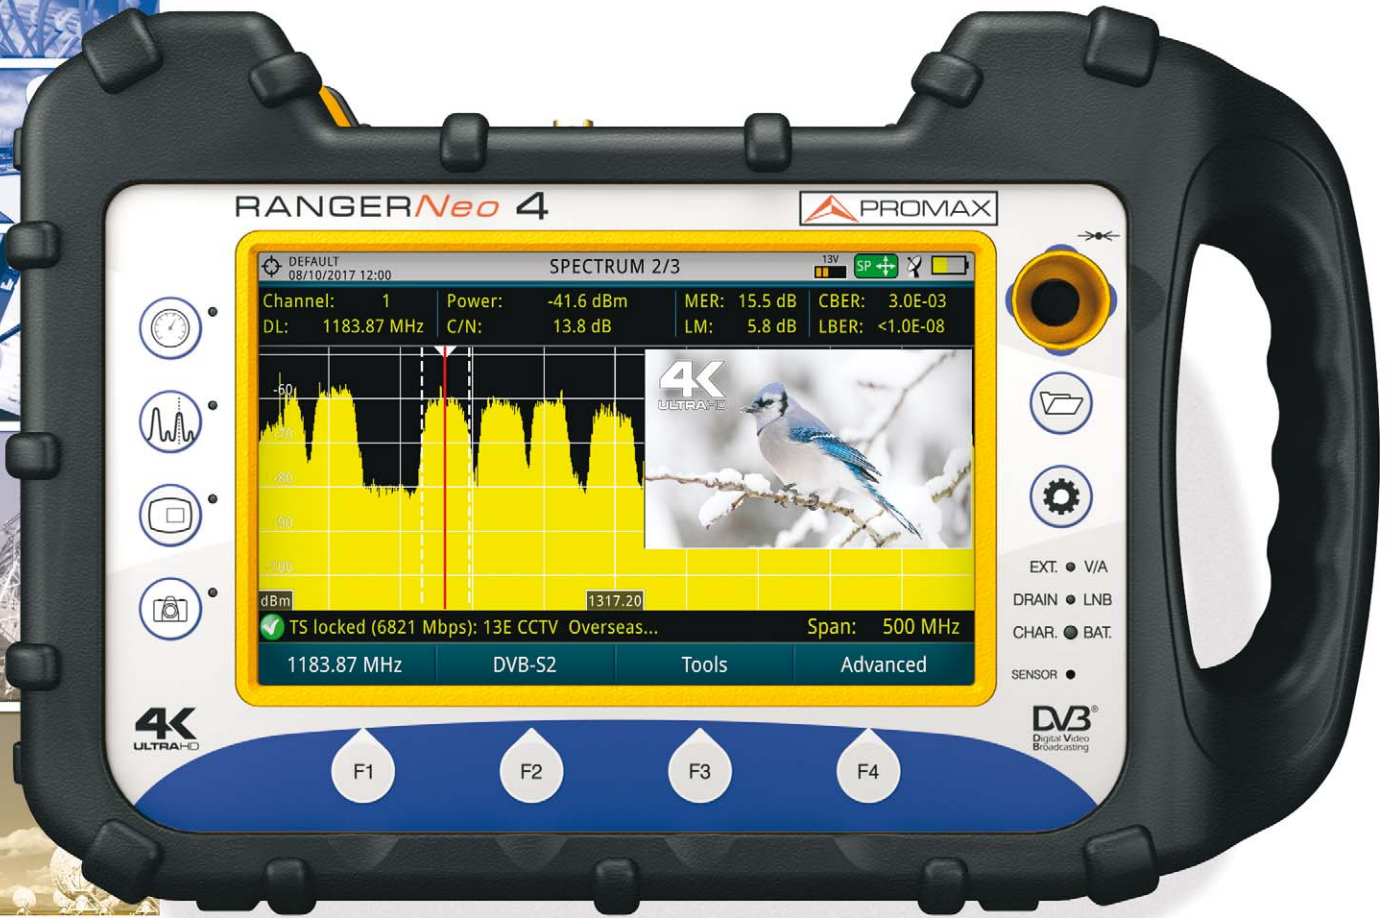 RANGERNeo 4
PROMAX
DEFAULT
08/10/2017 12:00
SPECTRUM 2/3
13V
SP
Channel: 1
DL: 1183.87 MHz
Power: -41.6 dBm
C/N: 13.8 dB
MER: 15.5 dB
LM: 5.8 dB
CBER: 3.0E-03
LBER: <1.0E-08
-60
-70
-80
-90
-100
dBm
1317.20
4K
ULTRAHD
TS locked (6821 Mbps): 13E CCTV Overseas...
Span: 500 MHz
1183.87 MHz
DVB-S2
Tools
Advanced
EXT. V/A
DRAIN LNB
CHAR. BAT.
SENSOR
4K
ULTRAHD
DVB®
Digital Video
Broadcasting
F1
F2
F3
F4